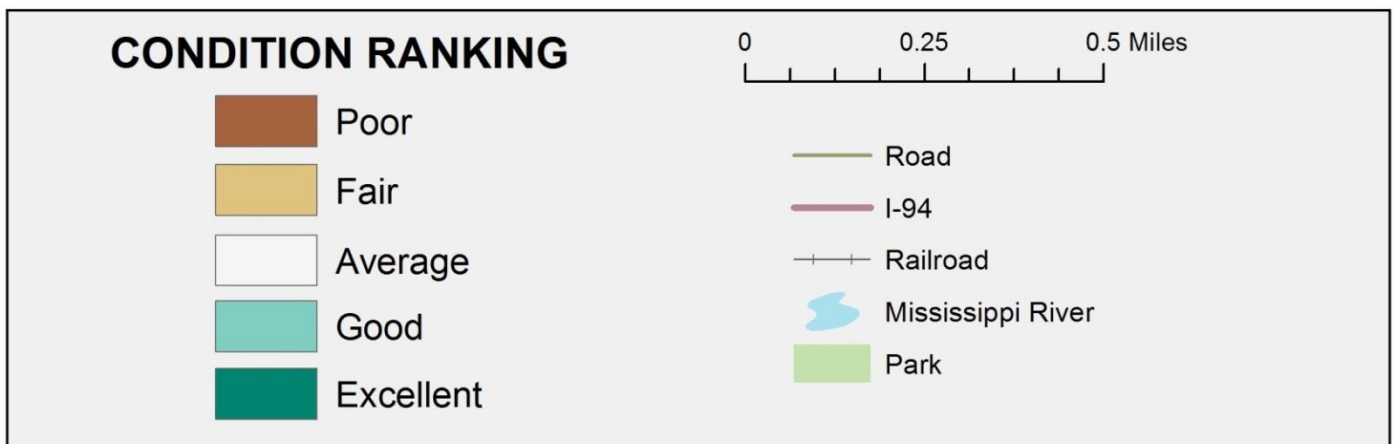 CONDITION RANKING
Poor
Fair
Average
Good
Excellent
0 0.25 0.5 Miles
Road
I-94
Railroad
Mississippi River
Park